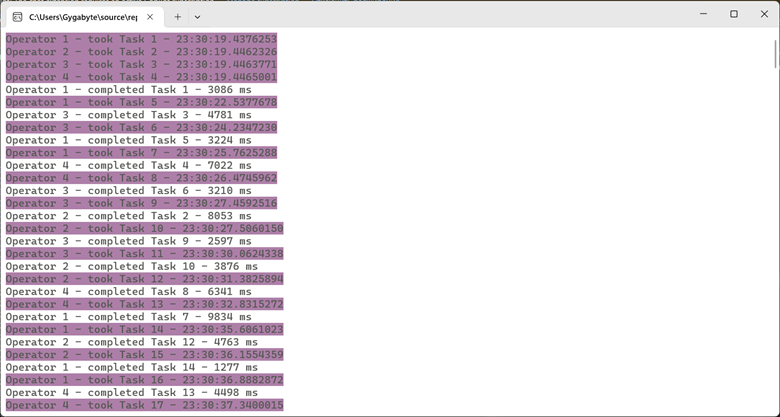 C:\Users\Gygabyte\source\rep
Operator 1 - took Task 1 - 23:30:19.4376253
Operator 2 - took Task 2 - 23:30:19.4462326
Operator 3 - took Task 3 - 23:30:19.4463771
Operator 4 - took Task 4 - 23:30:19.4465001
Operator 1 - completed Task 1 - 3086 ms
Operator 1 - took Task 5 - 23:30:22.5377678
Operator 3 - completed Task 3 - 4781 ms
Operator 3 - took Task 6 - 23:30:24.2347230
Operator 1 - completed Task 5 - 3224 ms
Operator 1 - took Task 7 - 23:30:25.7625288
Operator 4 - completed Task 4 - 7022 ms
Operator 4 - took Task 8 - 23:30:26.4745962
Operator 3 - completed Task 6 - 3210 ms
Operator 3 - took Task 9 - 23:30:27.4592516
Operator 2 - completed Task 2 - 8053 ms
Operator 2 - took Task 10 - 23:30:27.5060150
Operator 3 - completed Task 9 - 2597 ms
Operator 3 - took Task 11 - 23:30:30.0624338
Operator 2 - completed Task 10 - 3876 ms
Operator 2 - took Task 12 - 23:30:31.3825894
Operator 4 - completed Task 8 - 6341 ms
Operator 4 - took Task 13 - 23:30:32.8315272
Operator 1 - completed Task 7 - 9834 ms
Operator 1 - took Task 14 - 23:30:35.6061023
Operator 2 - completed Task 12 - 4763 ms
Operator 2 - took Task 15 - 23:30:36.1554359
Operator 1 - completed Task 14 - 1277 ms
Operator 1 - took Task 16 - 23:30:36.8882872
Operator 4 - completed Task 13 - 4498 ms
Operator 4 - took Task 17 - 23:30:37.3400015